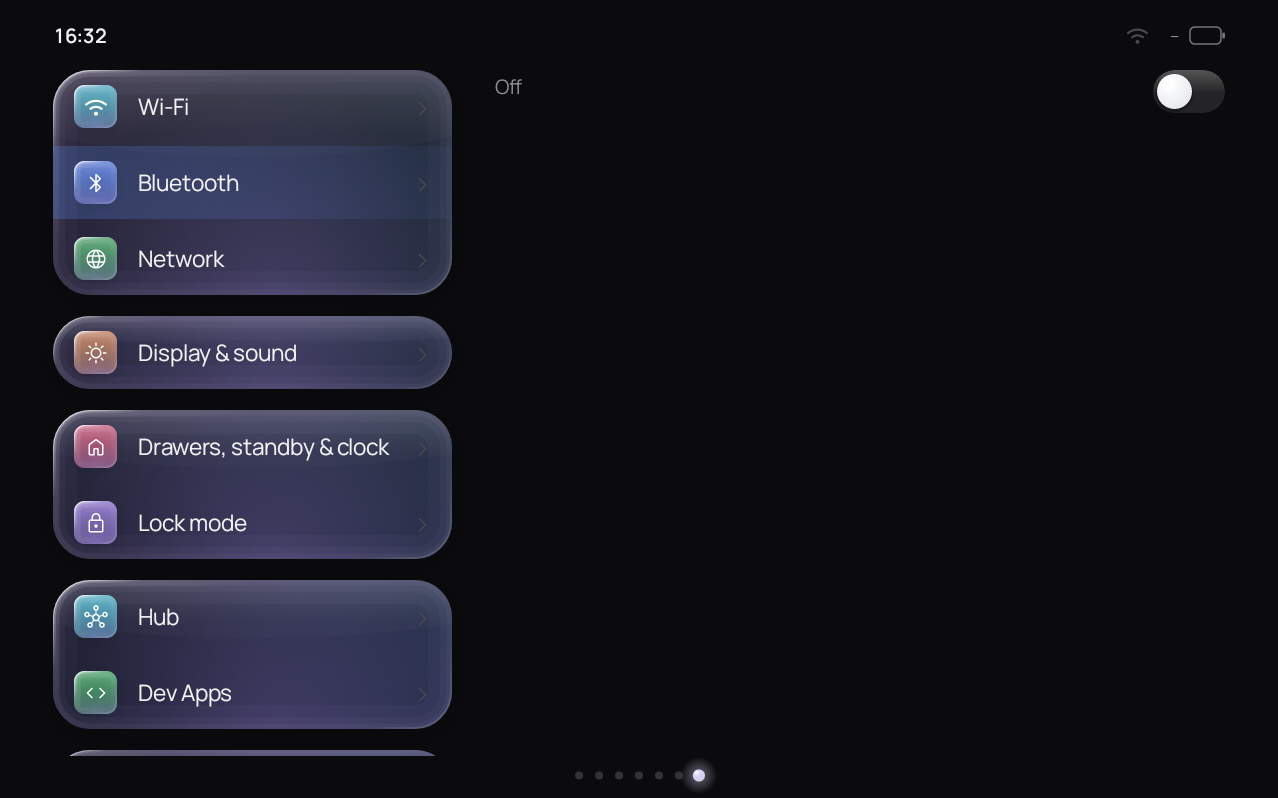 16:32
–
Wi-Fi
Off
Bluetooth
Network
Display & sound
Drawers, standby & clock
Lock mode
Hub
Dev Apps